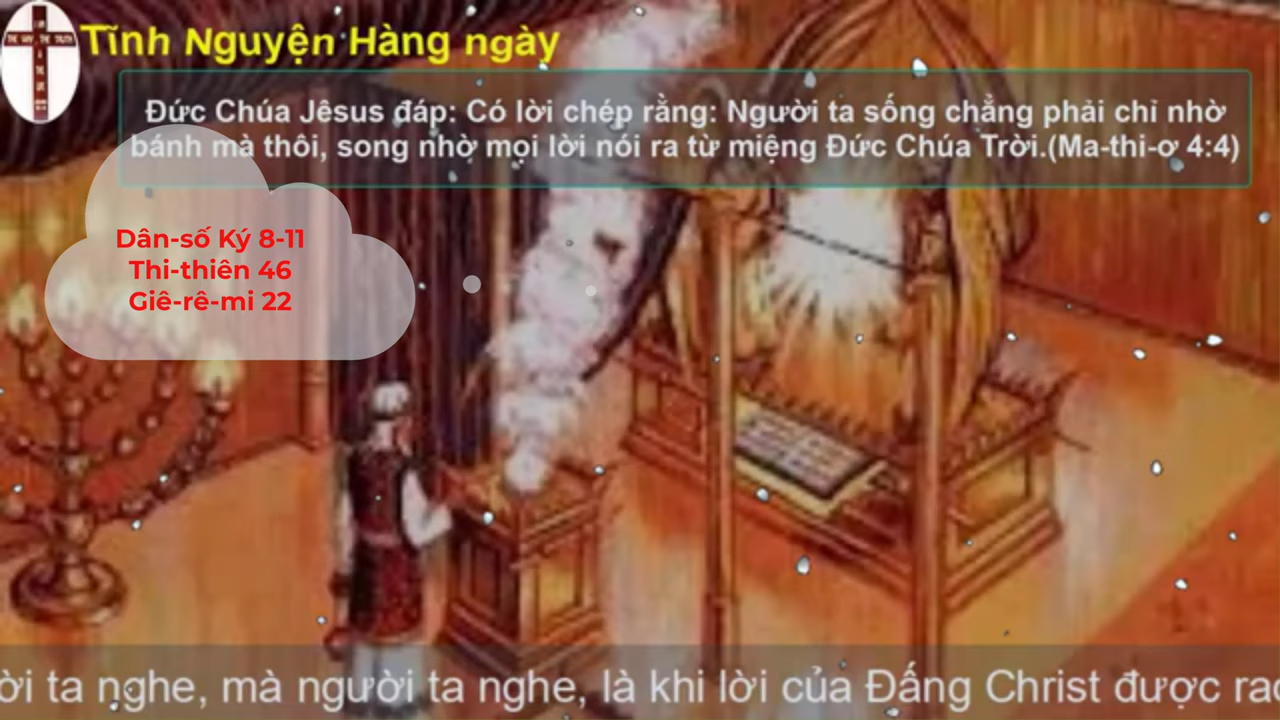 Tĩnh Nguyện Hàng ngày
Đức Chúa Jêsus đáp: Có lời chép rằng: Người ta sống chẳng phải chỉ nhờ
bánh mà thôi, song nhờ mọi lời nói ra từ miệng Đức Chúa Trời.(Ma-thi-ơ 4:4)
Dân-số Ký 8-11
Thi-thiên 46
Giê-rê-mi 22
ta nghe, mà người ta nghe, là khi lời của Đấng Christ được